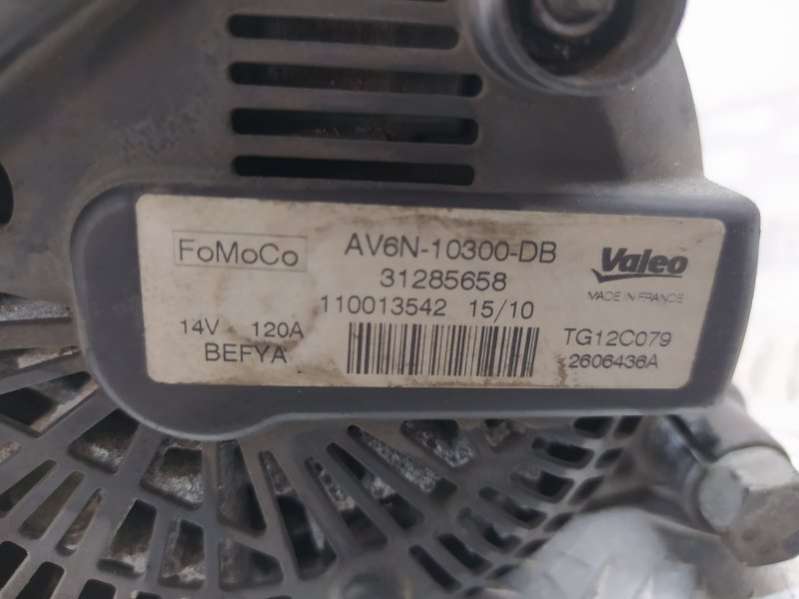 FoMoCo
AV6N-10300-DB
31285658
110013542 15/10
14V 120A
BEFYA
Valeo
MADE IN FRANCE
TG12C079
2606436A